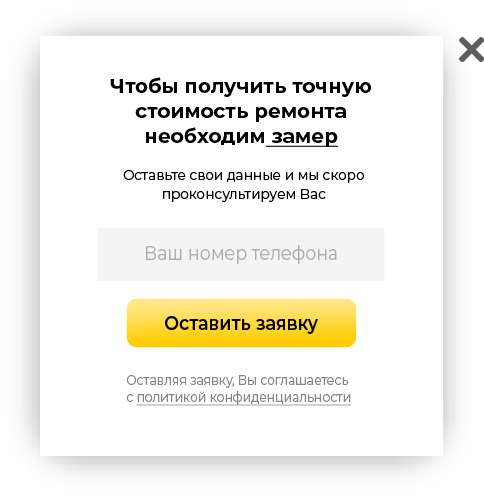 Чтобы получить точную
стоимость ремонта
необходим замер
Оставьте свои данные и мы скоро
проконсультируем Вас
Ваш номер телефона
Оставить заявку
Оставляя заявку, Вы соглашаетесь
с политикой конфиденциальности